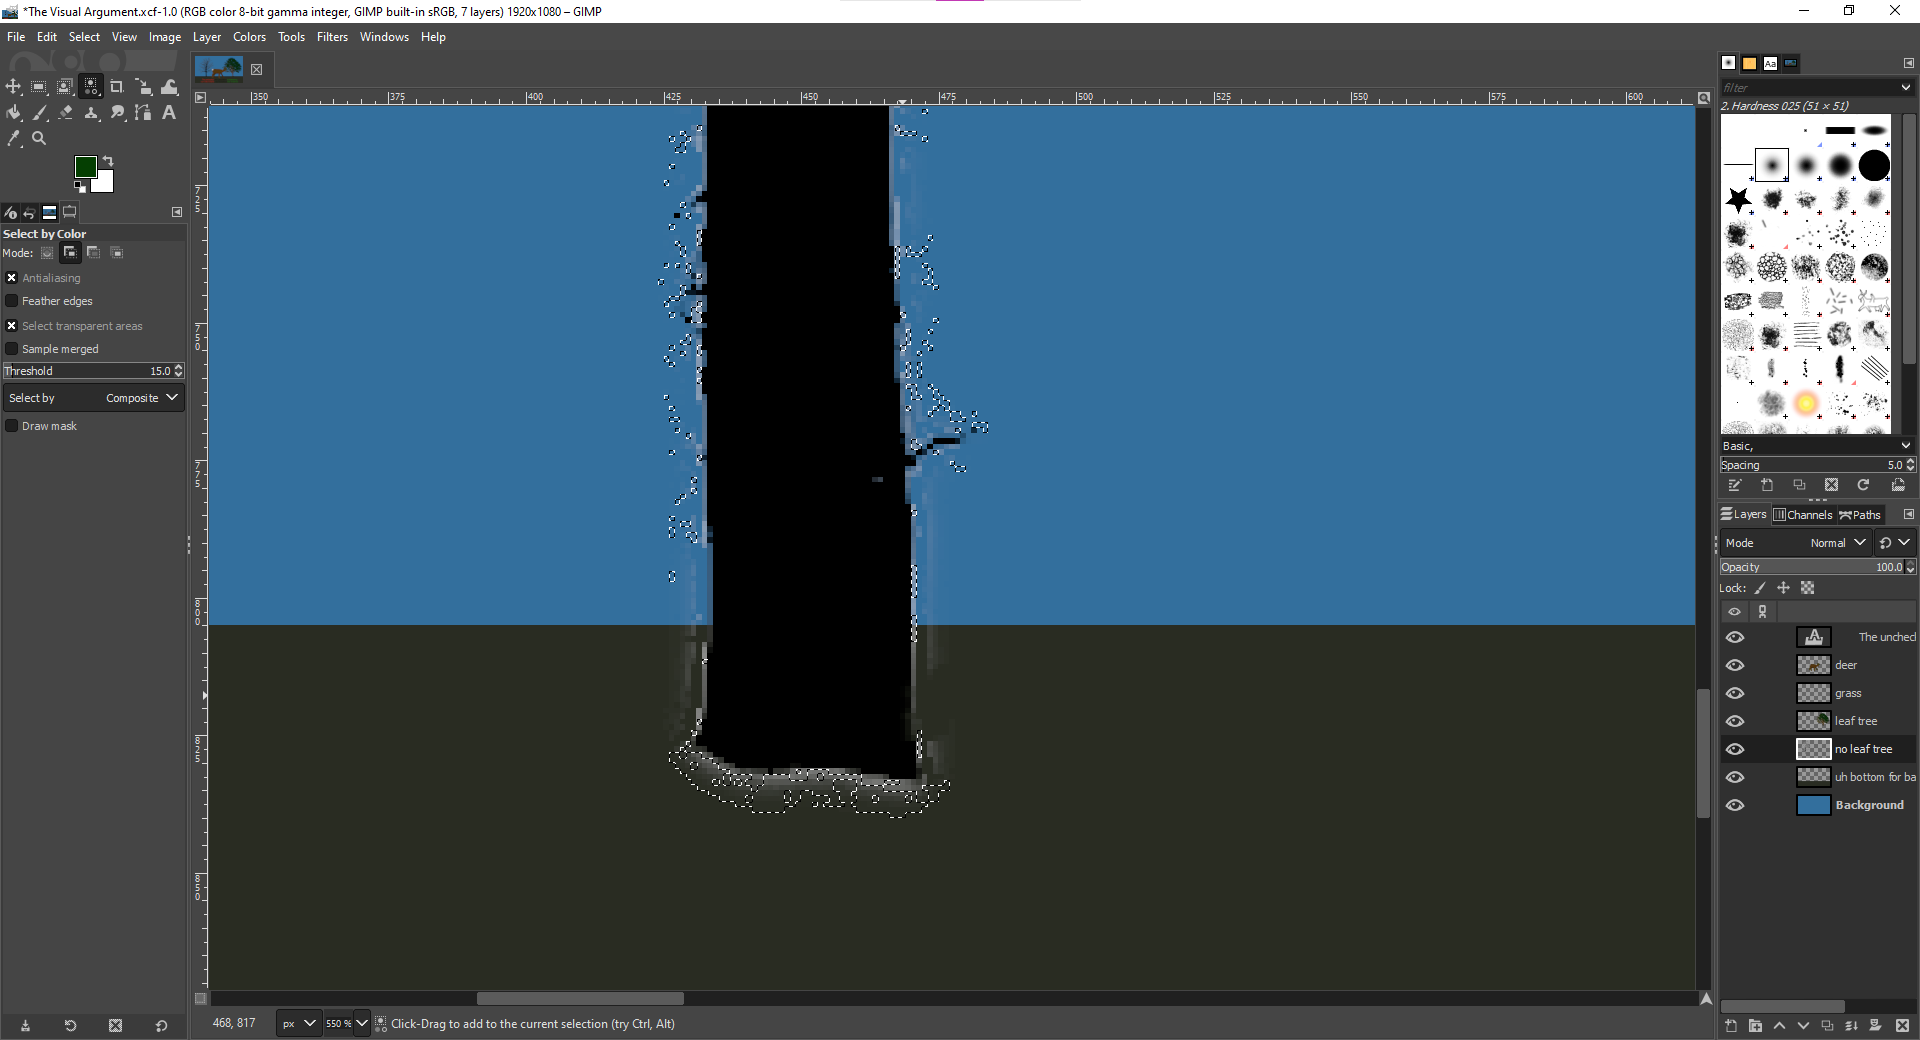 *The Visual Argument.xcf-1.0 (RGB color 8-bit gamma integer, GIMP built-in sRGB, 7 layers) 1920x1080 – GIMP
File Edit Select View Image Layer Colors Tools Filters Windows Help
filter
2. Hardness 025 (51 × 51)
350 375 400 425 450 475 500 525 550 575 600
725
750
775
800
825
850
Select by Color
Mode:
Antialiasing
Feather edges
Select transparent areas
Sample merged
Threshold 15.0
Select by Composite
Draw mask
Basic,
Spacing 5.0
Layers Channels Paths
Mode Normal
Opacity 100.0
Lock:
The unched
deer
grass
leaf tree
no leaf tree
uh bottom for ba
Background
468, 817 px 550 % Click-Drag to add to the current selection (try Ctrl, Alt)